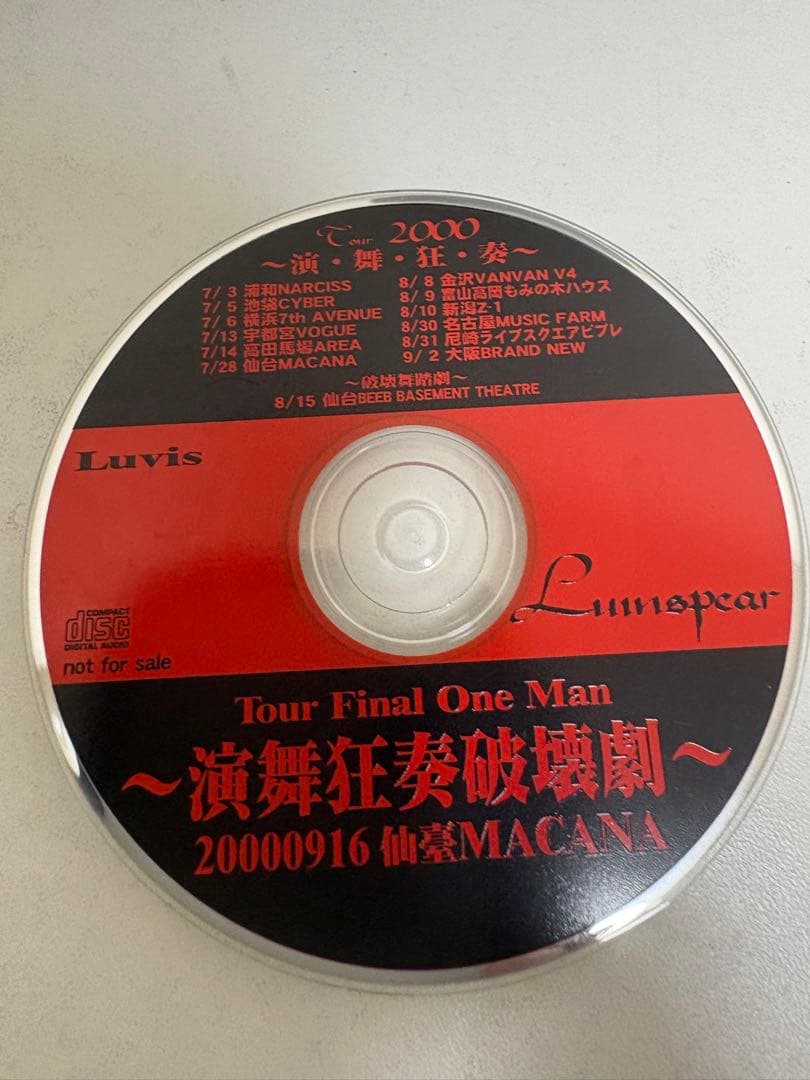 Tour 2000
～演・舞・狂・奏～
7/ 3 浦和NARCISS
7/ 5 池袋CYBER
7/ 6 横浜7th AVENUE
7/13 宇都宮VOGUE
7/14 高田馬場AREA
7/28 仙台MACANA
8/ 8 金沢VANVAN V4
8/ 9 富山高岡もみの木ハウス
8/10 新潟Z-1
8/30 名古屋MUSIC FARM
8/31 尼崎ライブスクエアビブレ
9/ 2 大阪BRAND NEW
～破壊舞踏劇～
8/15 仙台BEEB BASEMENT THEATRE
Luvis
Lumspear
COMPACT
disc
DIGITAL AUDIO
not for sale
Tour Final One Man
～演舞狂奏破壊劇～
20000916 仙臺MACANA